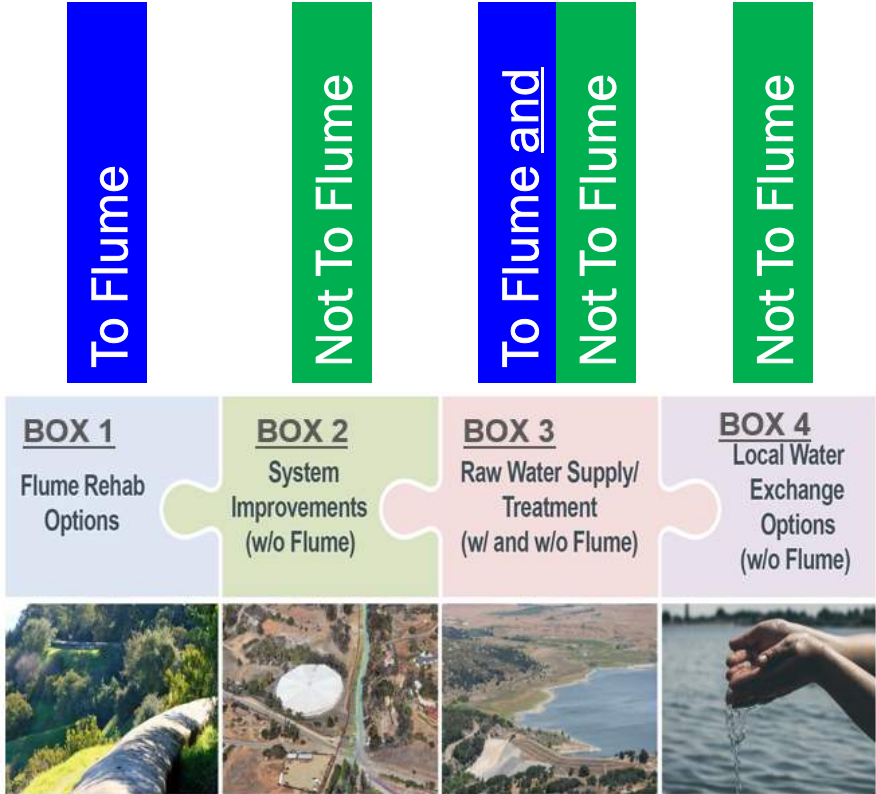 To Flume
Not To Flume
To Flume and
Not To Flume
Not To Flume
BOX 1
Flume Rehab
Options
BOX 2
System
Improvements
(w/o Flume)
BOX 3
Raw Water Supply/
Treatment
(w/ and w/o Flume)
BOX 4
Local Water
Exchange
Options
(w/o Flume)